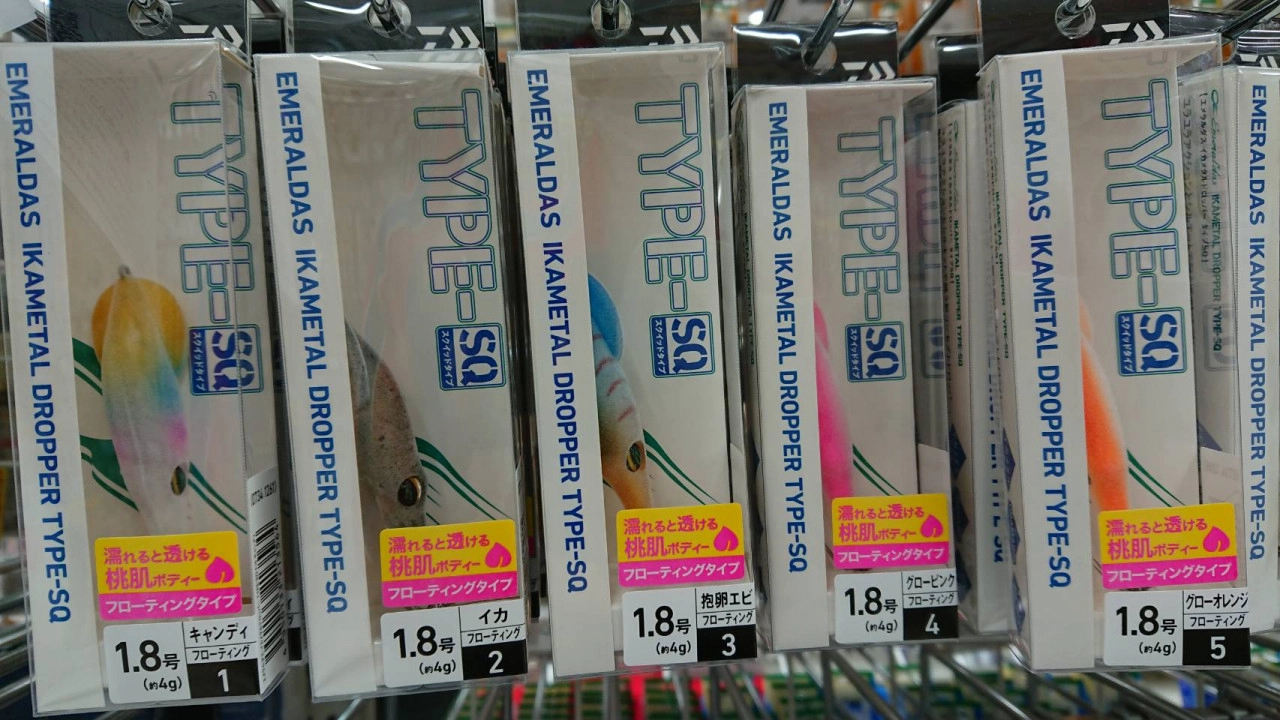 EMERALDAS IKAMETAL DROPPER TYPE-SQ
TYPE-
SQ
スクイッドタイプ
濡れると透ける
桃肌ボディー
フローティングタイプ
1.8号
(約4g)
キャンディ
フローティング
1
EMERALDAS IKAMETAL DROPPER TYPE-SQ
TYPE-
SQ
スクイッドタイプ
濡れると透ける
桃肌ボディー
フローティングタイプ
1.8号
(約4g)
イカ
フローティング
2
EMERALDAS IKAMETAL DROPPER TYPE-SQ
TYPE-
SQ
スクイッドタイプ
濡れると透ける
桃肌ボディー
フローティングタイプ
1.8号
(約4g)
抱卵エビ
フローティング
3
EMERALDAS IKAMETAL DROPPER TYPE-SQ
TYPE-
SQ
スクイッドタイプ
濡れると透ける
桃肌ボディー
フローティングタイプ
1.8号
(約4g)
グローピンク
フローティング
4
EMERALDAS IKAMETAL DROPPER TYPE-SQ
TYPE-
SQ
スクイッドタイプ
濡れると透ける
桃肌ボディー
フローティングタイプ
1.8号
(約4g)
グローオレンジ
フローティング
5
EMERALDAS IKAMETAL DROPPER TYPE-SQ